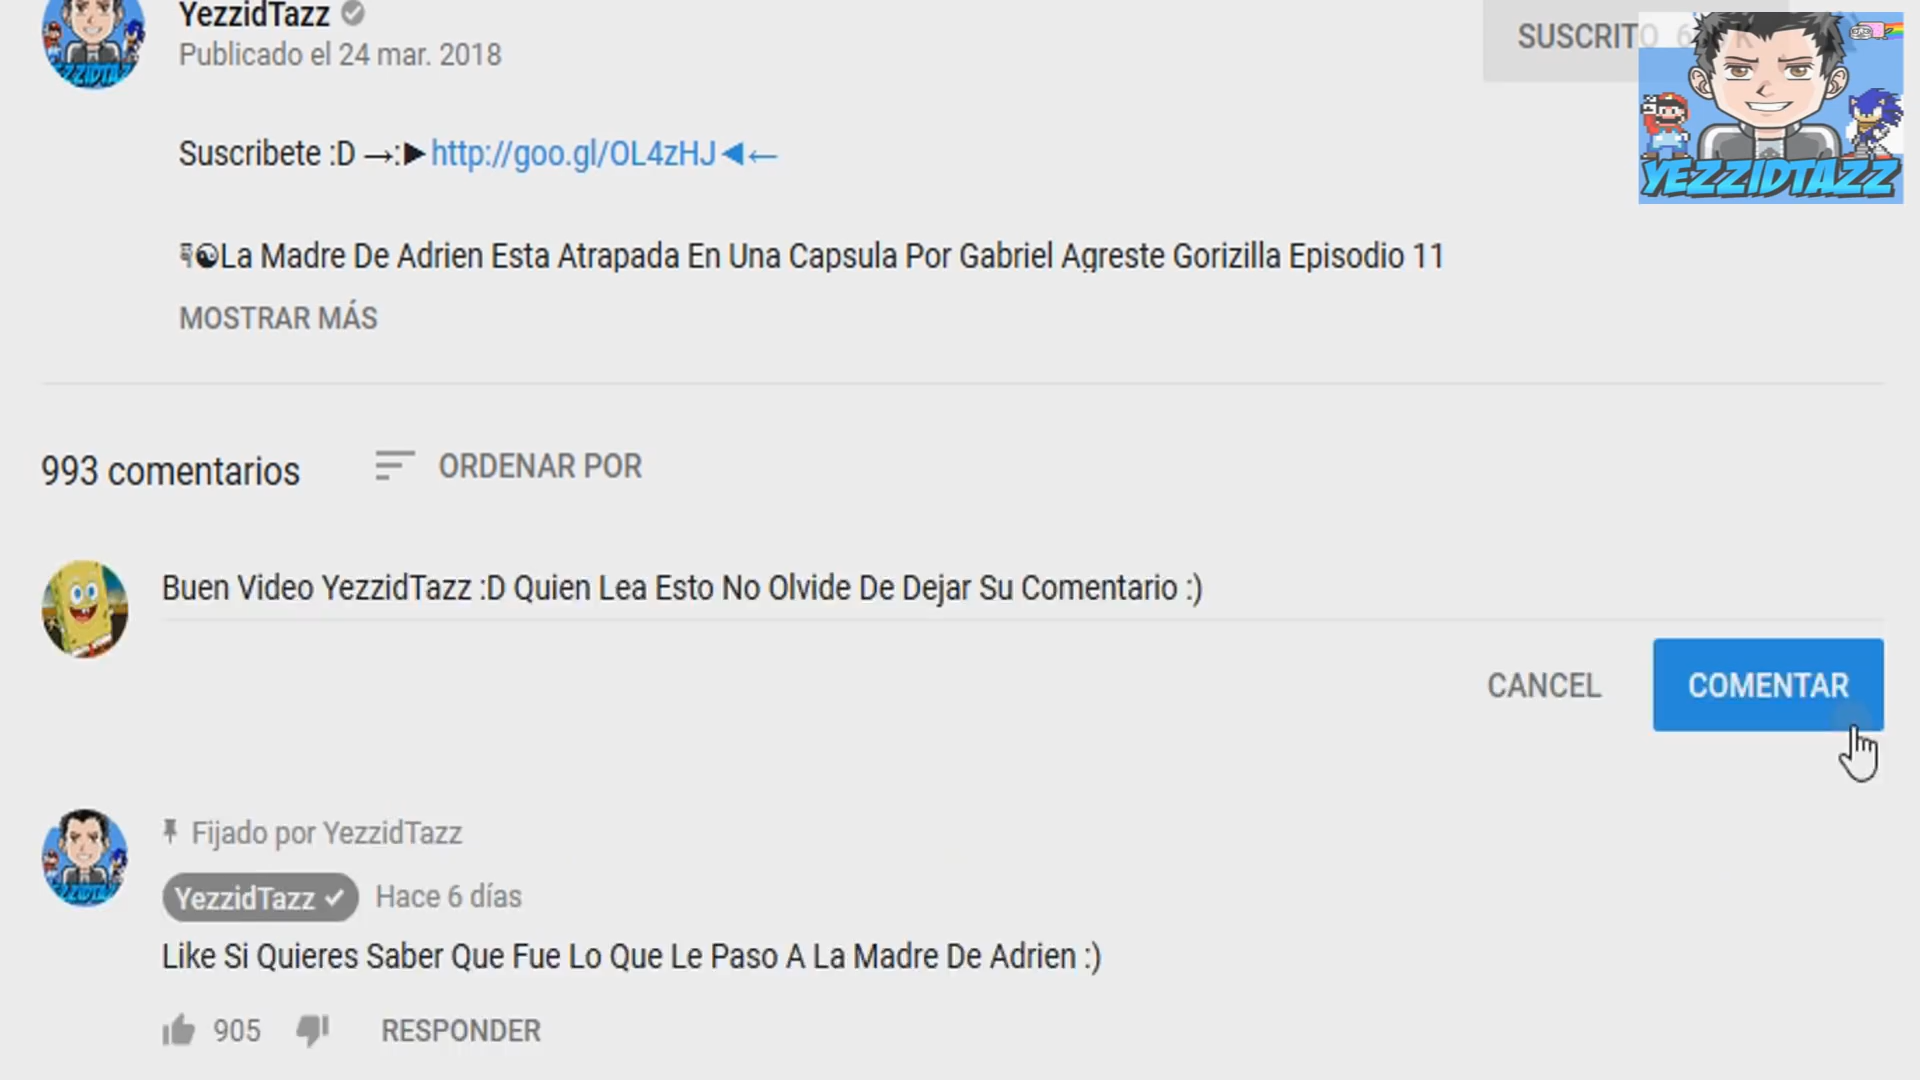 YezzidTazz
Publicado el 24 mar. 2018
SUSCRITO
YEZZIDTAZZ
Suscribete :D →:►http://goo.gl/OL4zHJ◄←
☟☯La Madre De Adrien Esta Atrapada En Una Capsula Por Gabriel Agreste Gorizilla Episodio 11
MOSTRAR MÁS
993 comentarios
ORDENAR POR
Buen Video YezzidTazz :D Quien Lea Esto No Olvide De Dejar Su Comentario :)
CANCEL
COMENTAR
Fijado por YezzidTazz
YezzidTazz
Hace 6 días
Like Si Quieres Saber Que Fue Lo Que Le Paso A La Madre De Adrien :)
905
RESPONDER